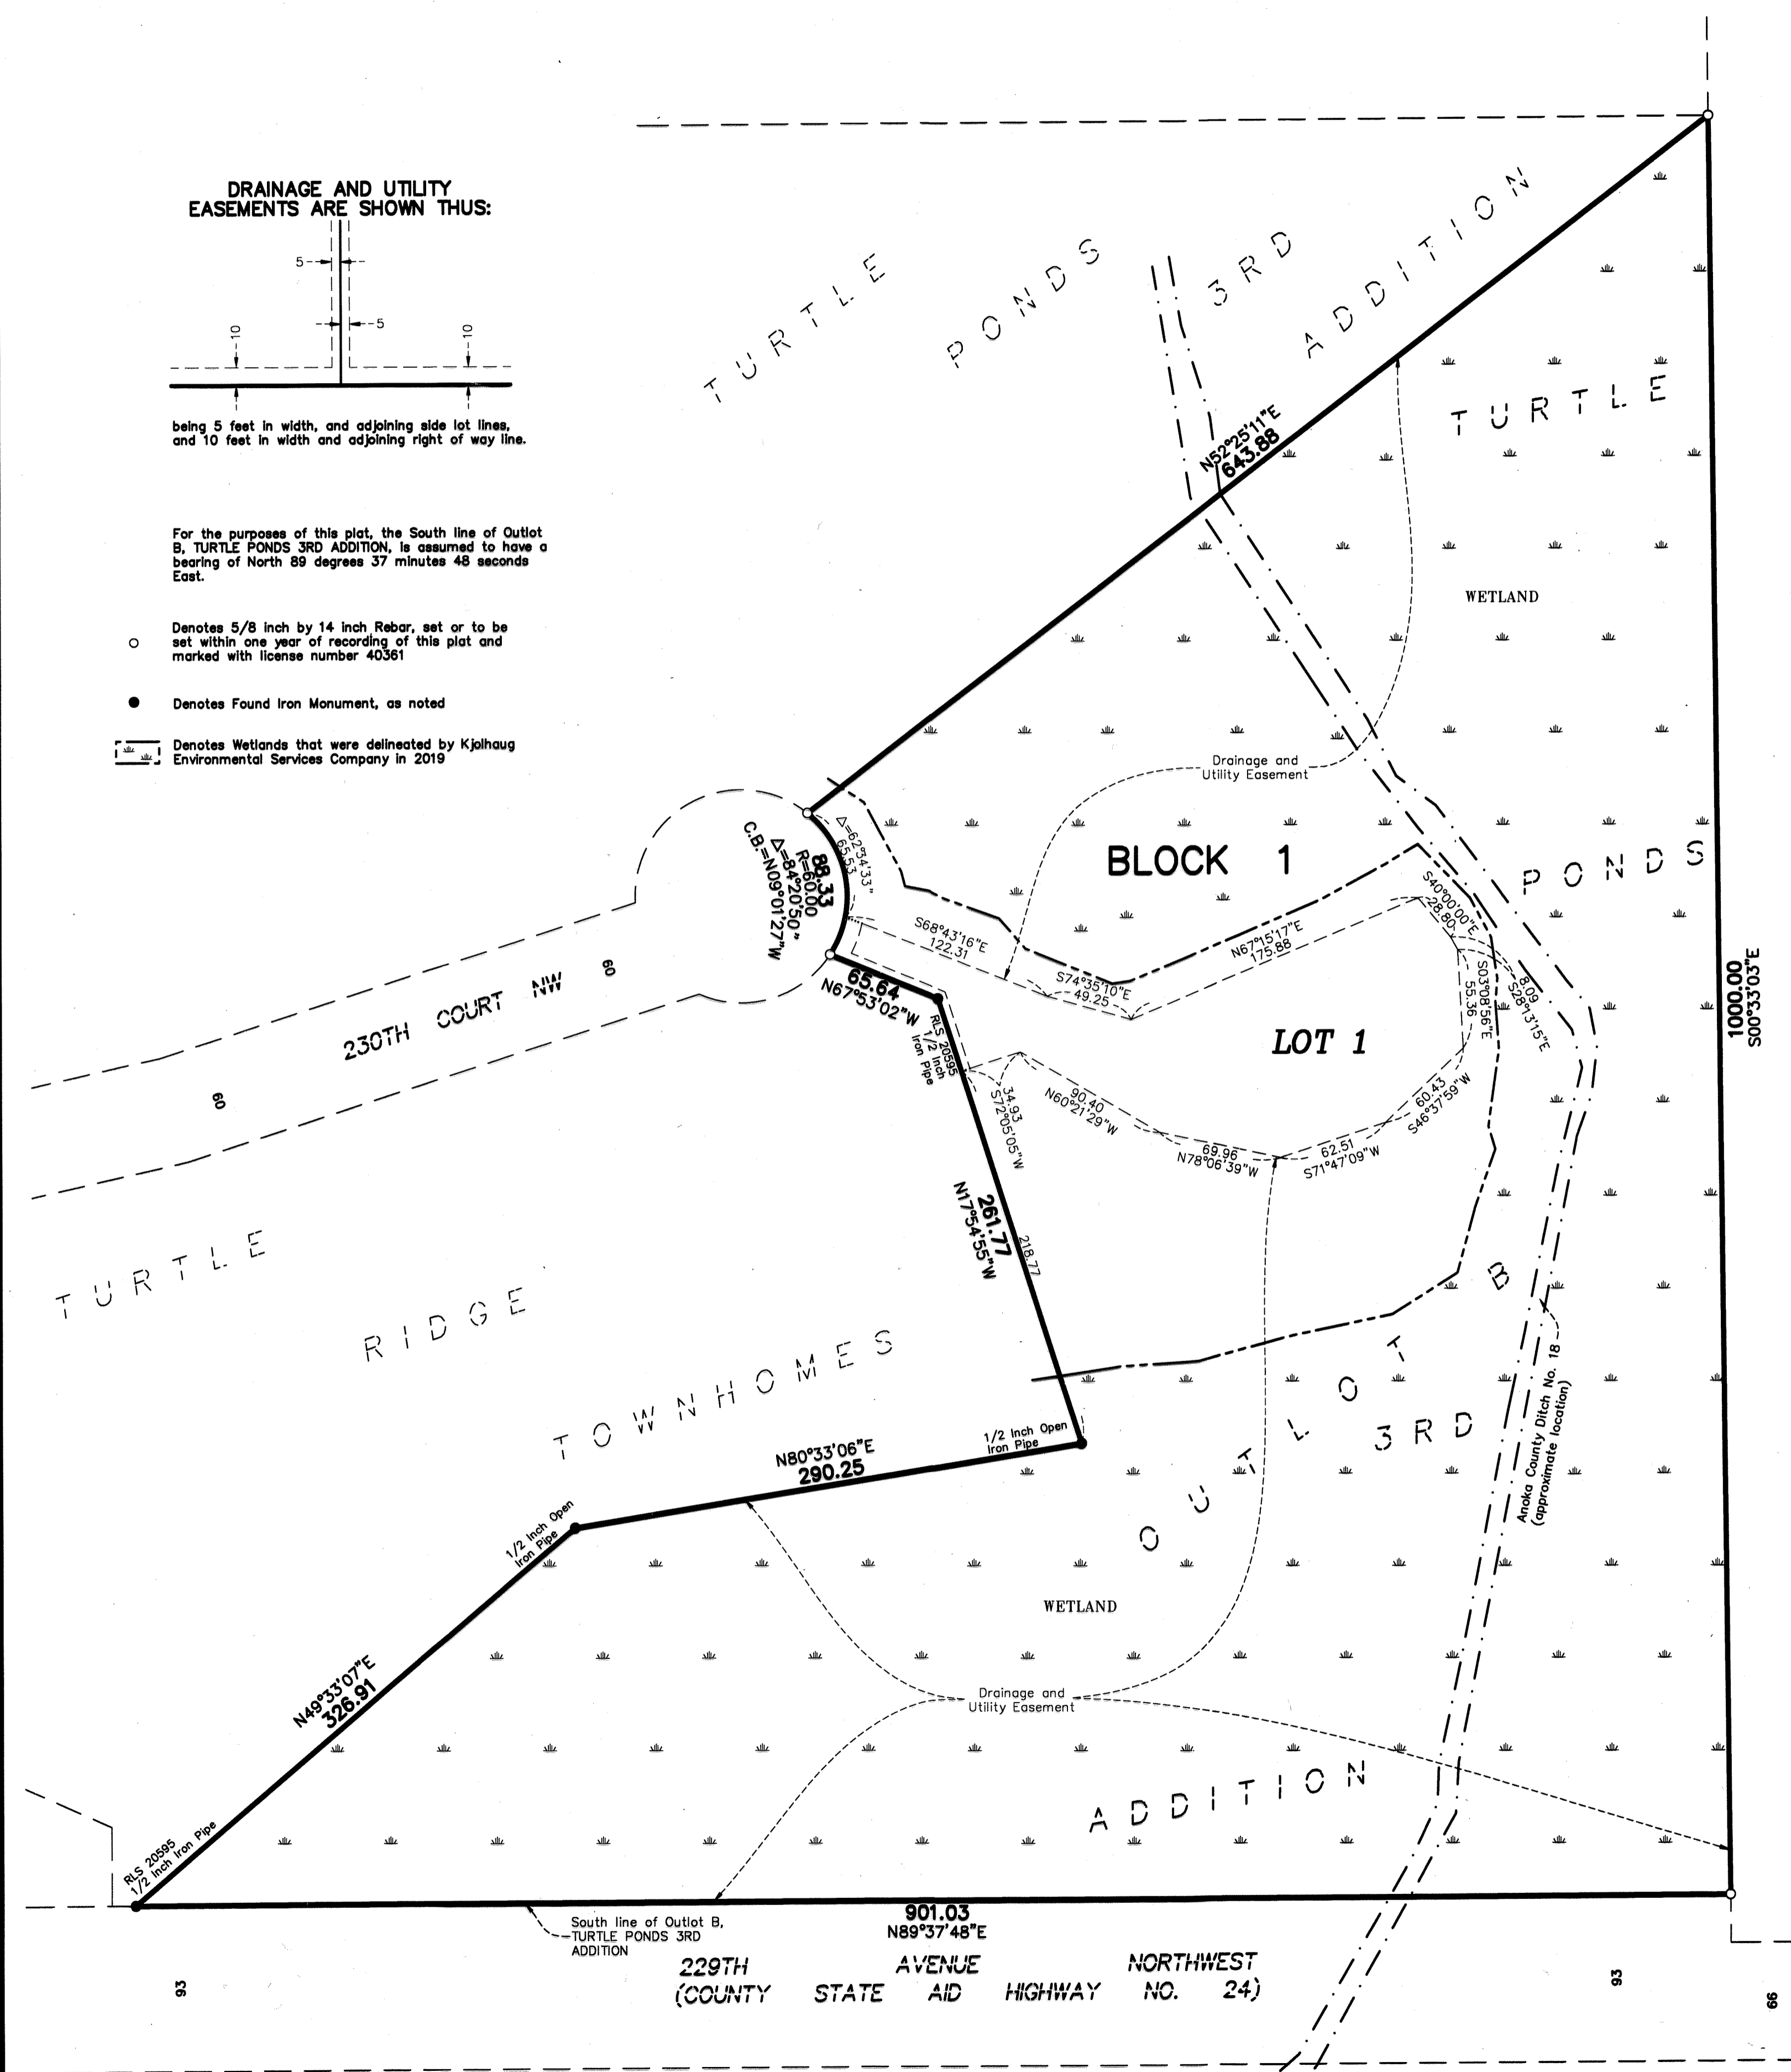 DRAINAGE AND UTILITY
EASEMENTS ARE SHOWN THUS:
5
5
10
10
being 5 feet in width, and adjoining side lot lines,
and 10 feet in width and adjoining right of way line.
For the purposes of this plat, the South line of Outlot
B, TURTLE PONDS 3RD ADDITION, is assumed to have a
bearing of North 89 degrees 37 minutes 48 seconds
East.
Denotes 5/8 inch by 14 inch Rebar, set or to be
set within one year of recording of this plat and
marked with license number 40361
Denotes Found Iron Monument, as noted
Denotes Wetlands that were delineated by Kjolhaug
Environmental Services Company in 2019
TURTLE
PONDS
3RD
ADDITION
N52°25'11"E
643.88
TURTLE
WETLAND
Drainage and
Utility Easement
BLOCK 1
PONDS
Δ=62°34'33"
65.53
88.33
R=60.00
Δ=84°20'50"
C.B.=N09°01'27"W
S68°43'16"E
122.31
S74°35'10"E
49.25
N67°15'17"E
175.88
S40°00'00"E
28.80
8.09
S28°13'15"E
S03°08'56"E
55.36
1000.00
S00°33'03"E
65.64
N67°53'02"W
RLS 20595
1/2 Inch
Iron Pipe
LOT 1
230TH COURT NW
60
60
34.93
S72°05'05"W
90.40
N60°21'29"W
69.96
N78°06'39"W
62.51
S71°47'09"W
60.43
S46°37'59"W
261.77
N17°54'55"W
218.77
TURTLE
RIDGE
TOWNHOMES
OUTLOT B
3RD
Anoka County Ditch No. 18
(approximate location)
1/2 Inch Open
Iron Pipe
N80°33'06"E
290.25
1/2 Inch Open
Iron Pipe
WETLAND
N49°33'07"E
326.91
Drainage and
Utility Easement
ADDITION
RLS 20595
1/2 Inch Iron Pipe
901.03
N89°37'48"E
South line of Outlot B,
TURTLE PONDS 3RD
ADDITION
229TH AVENUE NORTHWEST
(COUNTY STATE AID HIGHWAY NO. 24)
93
93
66